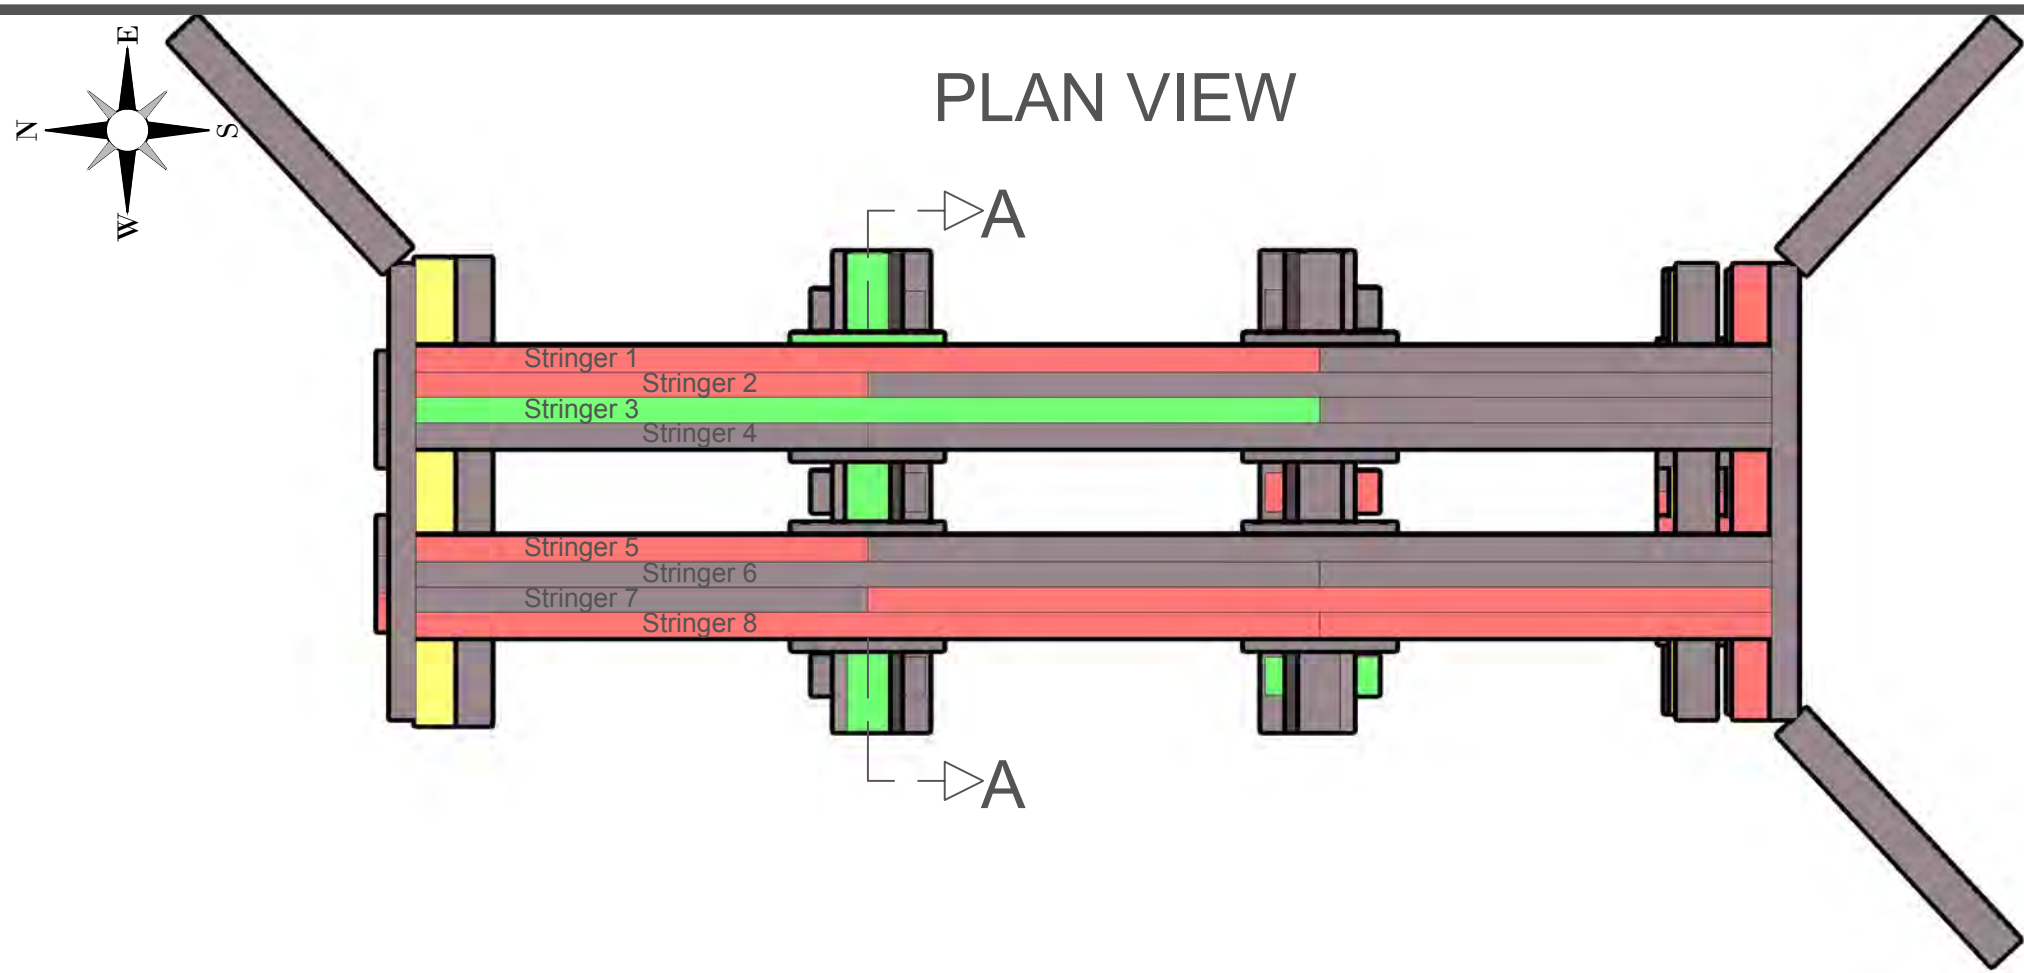 E
N
S
W
PLAN VIEW
A
Stringer 1
Stringer 2
Stringer 3
Stringer 4
Stringer 5
Stringer 6
Stringer 7
Stringer 8
A